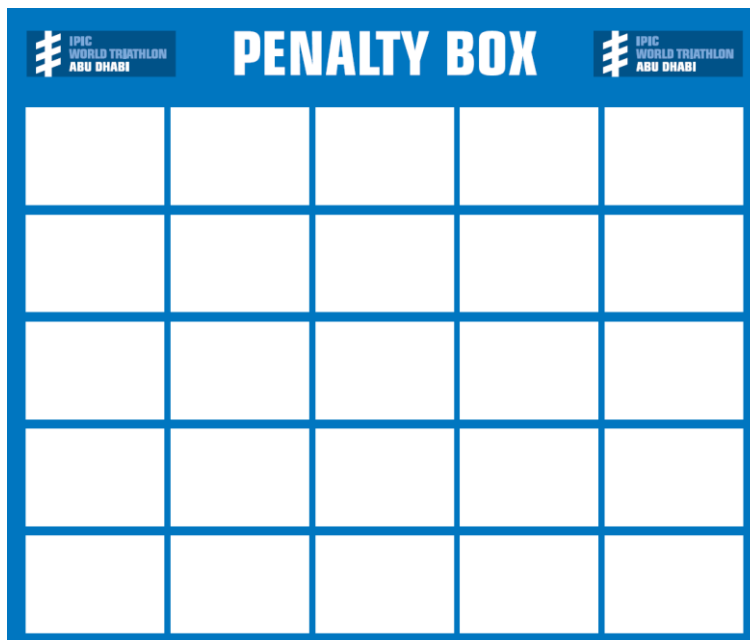 IPIC
WORLD TRIATHLON
ABU DHABI
PENALTY BOX
IPIC
WORLD TRIATHLON
ABU DHABI